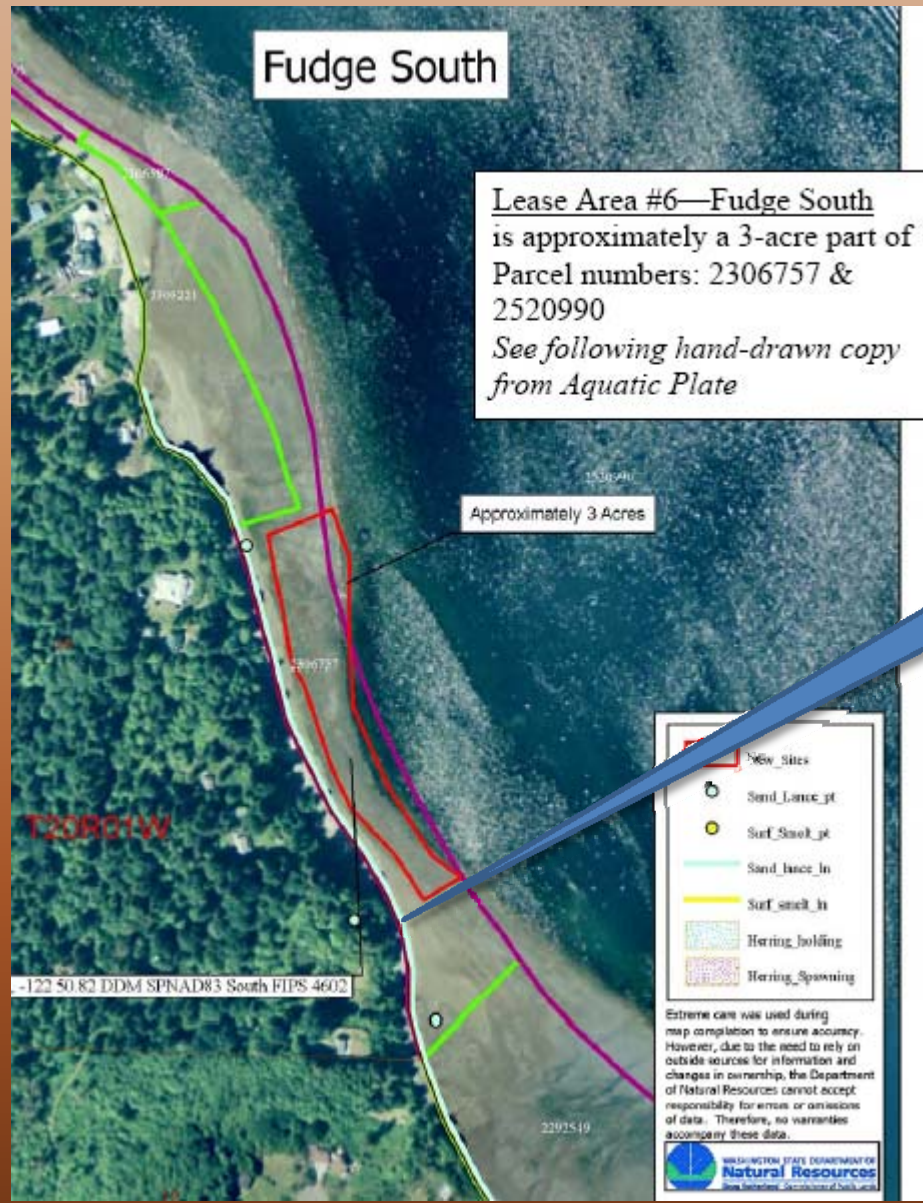 Fudge South
Lease Area #6—Fudge South
is approximately a 3-acre part of
Parcel numbers: 2306757 &
2520990
See following hand-drawn copy
from Aquatic Plate
2520990
Approximately 3 Acres
2306757
T20R01W
-122 50.82 DDM SPNAD83 South FIPS 4602
2292549
New_Sites
Sand_Lance_pt
Surf_Smelt_pt
Sand_lance_ln
Surf_smelt_ln
Herring_holding
Herring_Spawning
Extreme care was used during
map compilation to ensure accuracy.
However, due to the need to rely on
outside sources for information and
changes in ownership, the Department
of Natural Resources cannot accept
responsibility for errors or omissions
of data. Therefore, no warranties
accompany these data.
WASHINGTON STATE DEPARTMENT OF
Natural Resources